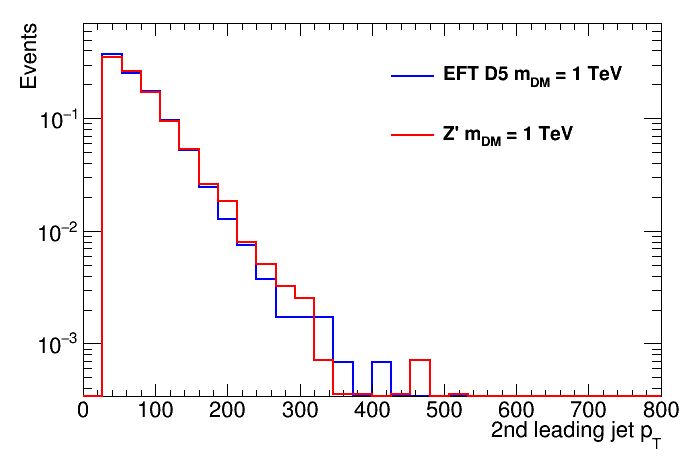 Events
EFT D5 m_DM = 1 TeV
Z' m_DM = 1 TeV
10⁻¹
10⁻²
10⁻³
0 100 200 300 400 500 600 700 800
2nd leading jet p_T